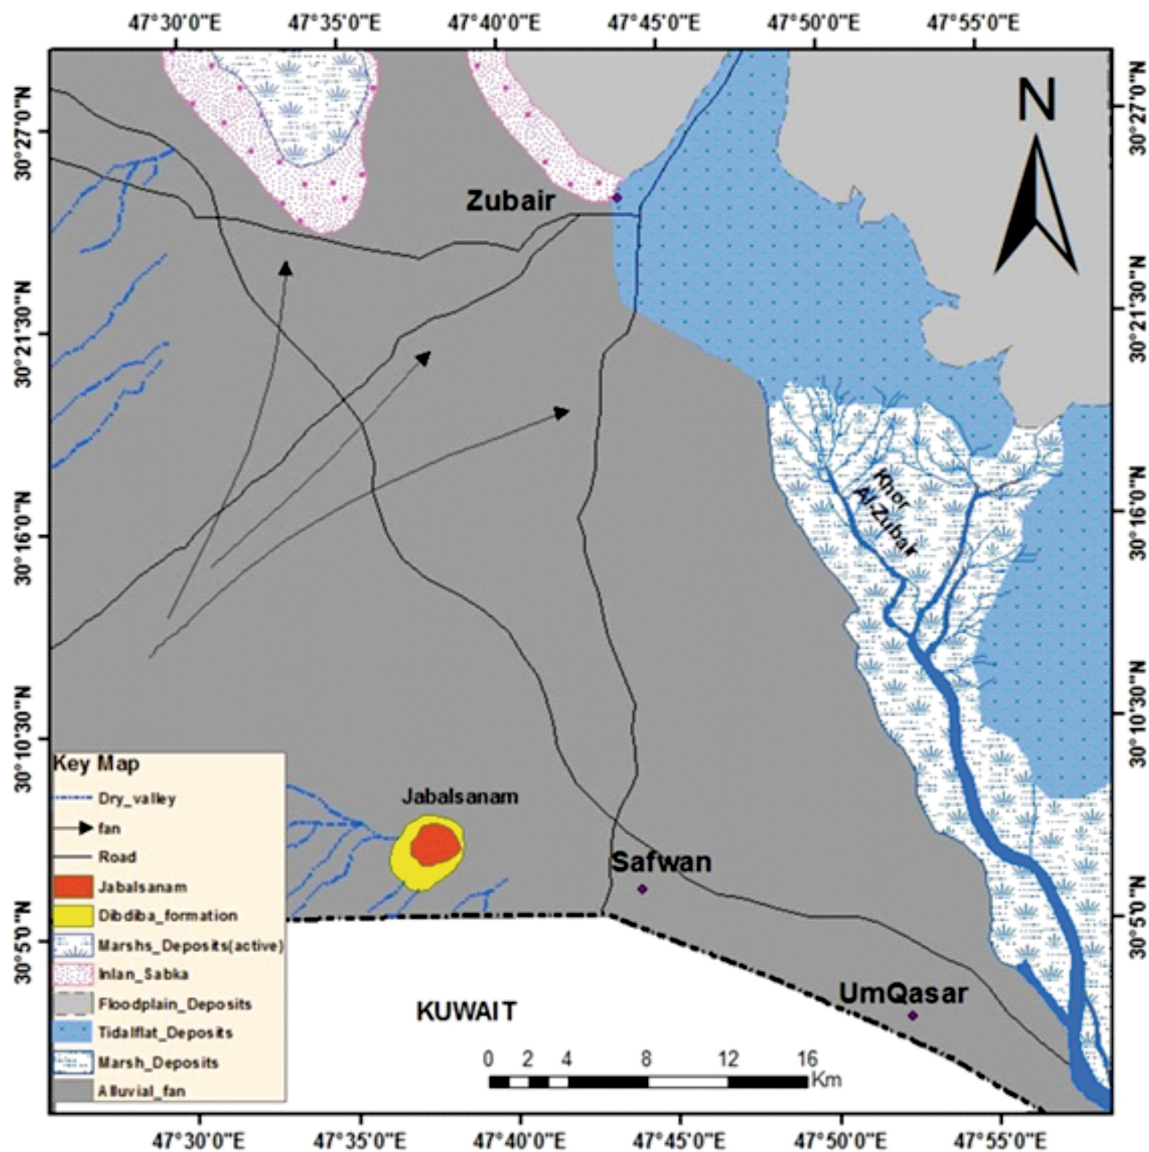 47°30'0"E 47°35'0"E 47°40'0"E 47°45'0"E 47°50'0"E 47°55'0"E
30°27'0"N
30°21'30"N
30°16'0"N
30°10'30"N
30°5'0"N
N
Zubair
Khor
Al-Zubair
Jabalsanam
Safwan
UmQasar
KUWAIT
Key Map
Dry_valley
fan
Road
Jabalsanam
Dibdiba_formation
Marshs_Deposits(active)
Inlan_Sabka
Floodplain_Deposits
Tidalflat_Deposits
Marsh_Deposits
Alluvial_fan
0 2 4 8 12 16
Km
30°27'0"N
30°21'30"N
30°16'0"N
30°10'30"N
30°5'0"N
47°30'0"E 47°35'0"E 47°40'0"E 47°45'0"E 47°50'0"E 47°55'0"E